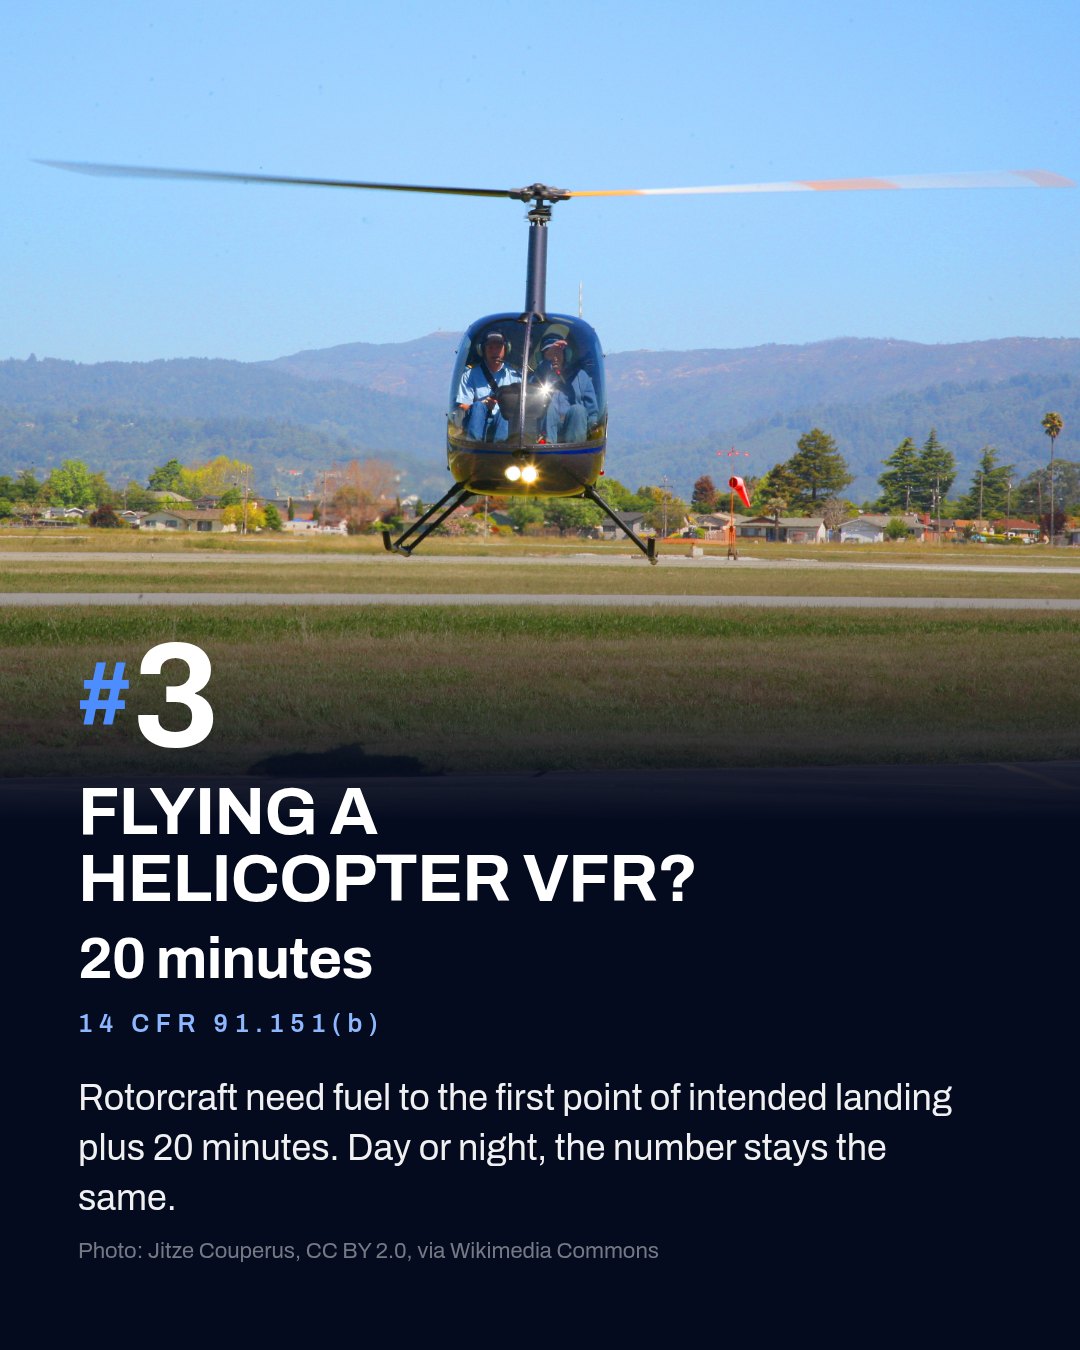 #3
FLYING A
HELICOPTER VFR?
20 minutes
14 CFR 91.151(b)
Rotorcraft need fuel to the first point of intended landing
plus 20 minutes. Day or night, the number stays the
same.
Photo: Jitze Couperus, CC BY 2.0, via Wikimedia Commons